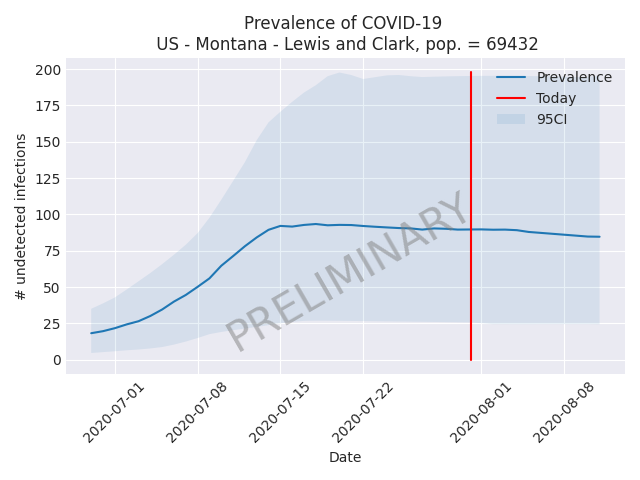 Prevalence of COVID-19
US - Montana - Lewis and Clark, pop. = 69432
200
175
150
125
100
75
50
25
0
# undetected infections
Prevalence
Today
95CI
PRELIMINARY
2020-07-01
2020-07-08
2020-07-15
2020-07-22
2020-08-01
2020-08-08
Date